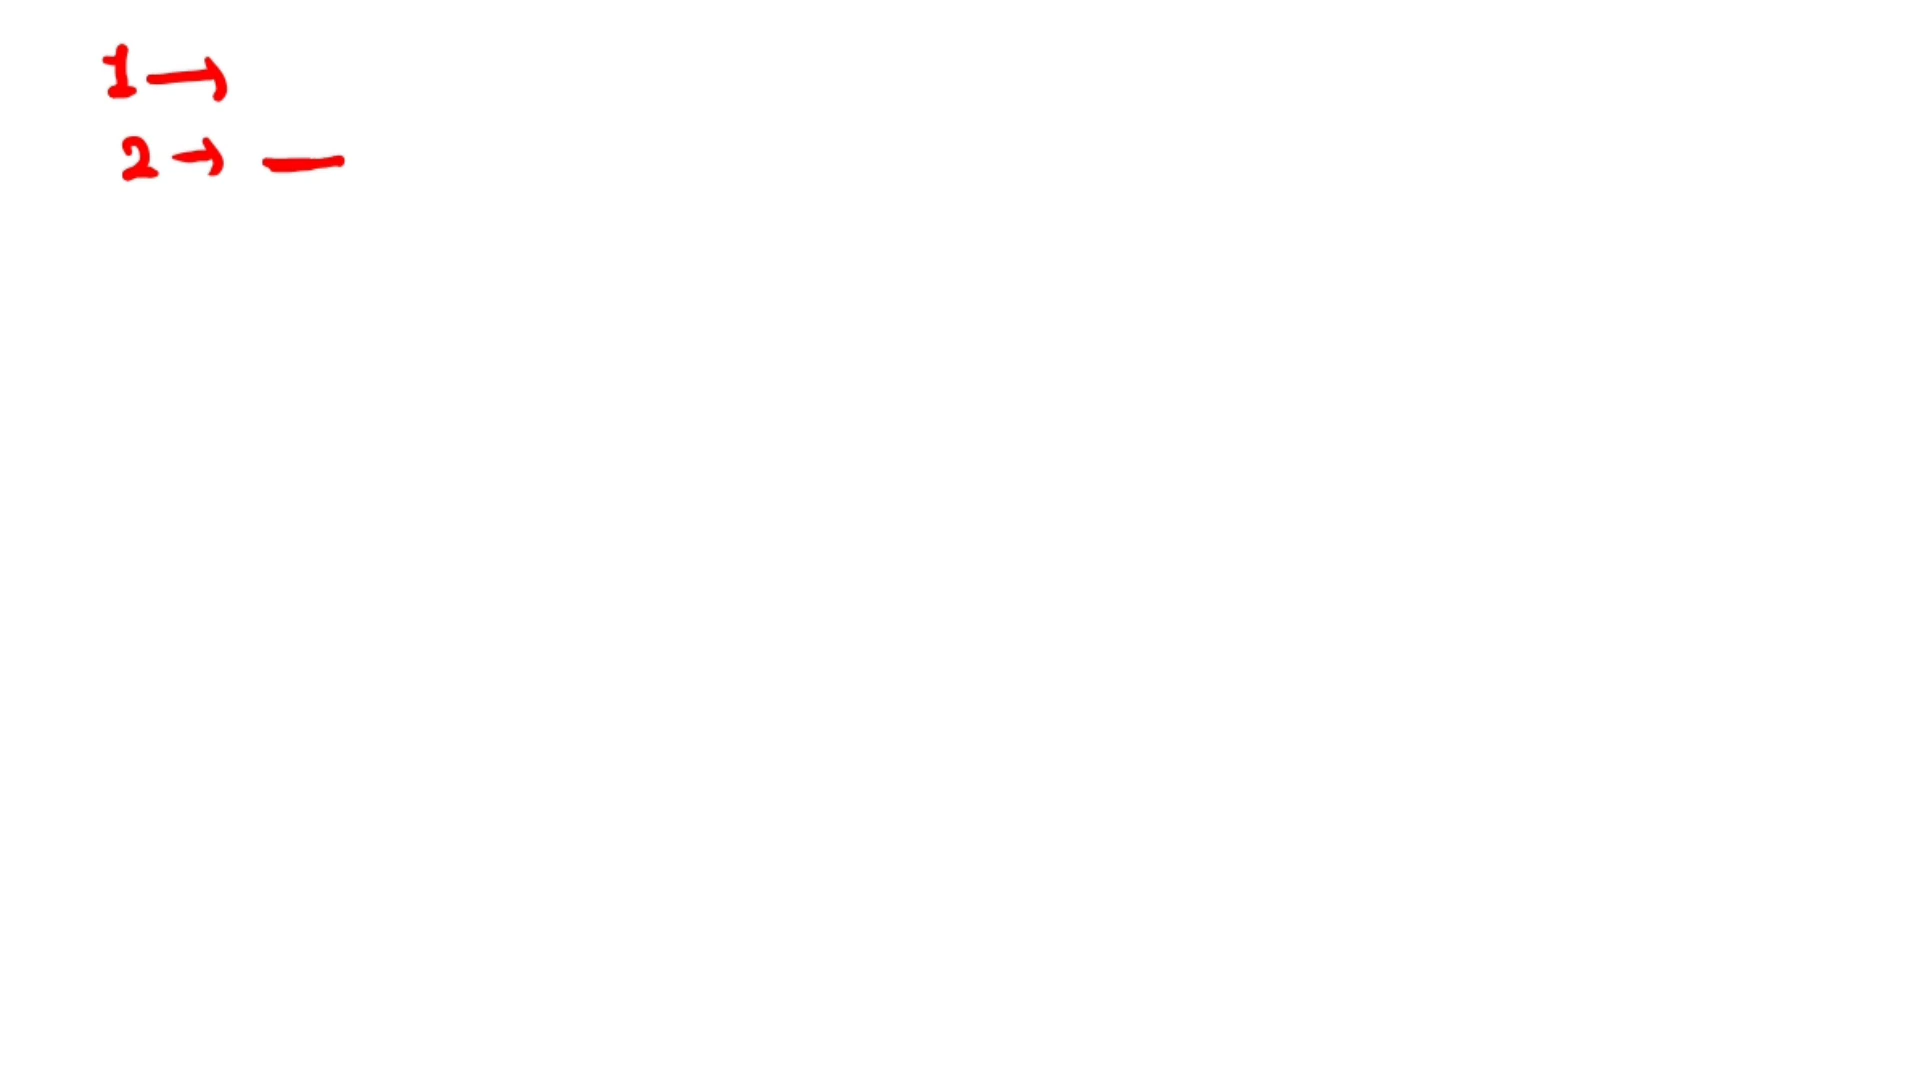 1 →
2 → —